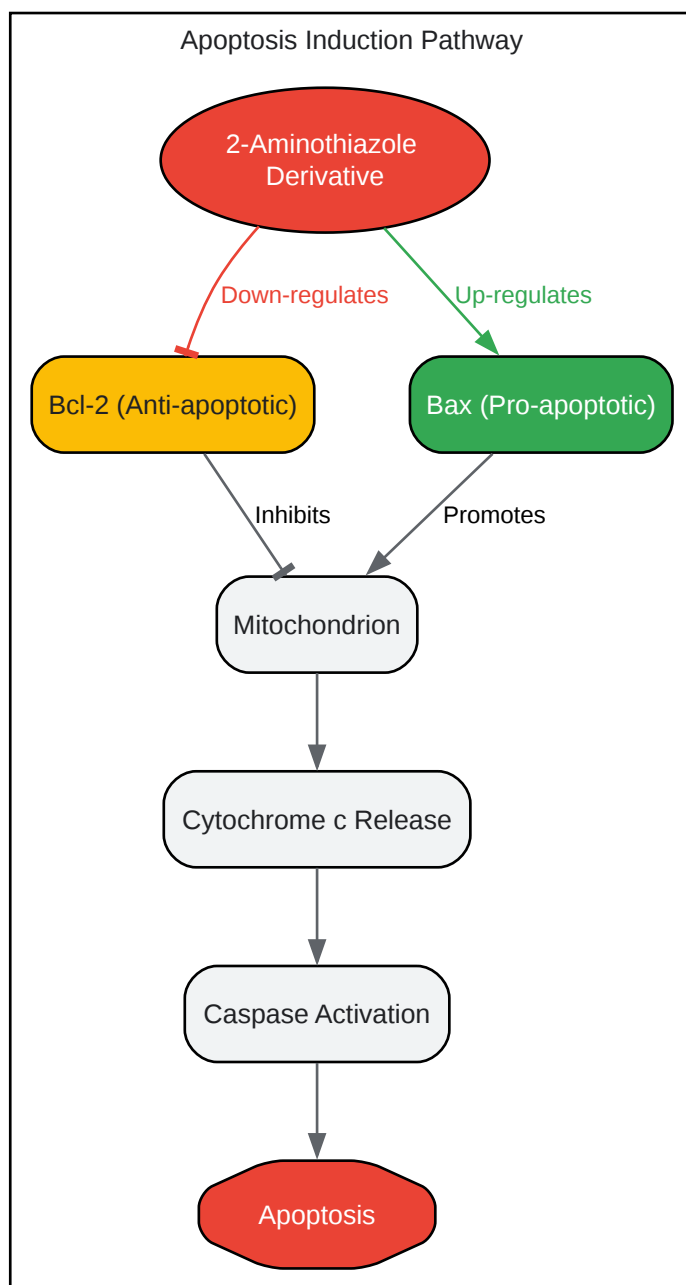 Apoptosis Induction Pathway
2-Aminothiazole
Derivative
Down-regulates
Up-regulates
Bcl-2 (Anti-apoptotic)
Bax (Pro-apoptotic)
Inhibits
Promotes
Mitochondrion
Cytochrome c Release
Caspase Activation
Apoptosis